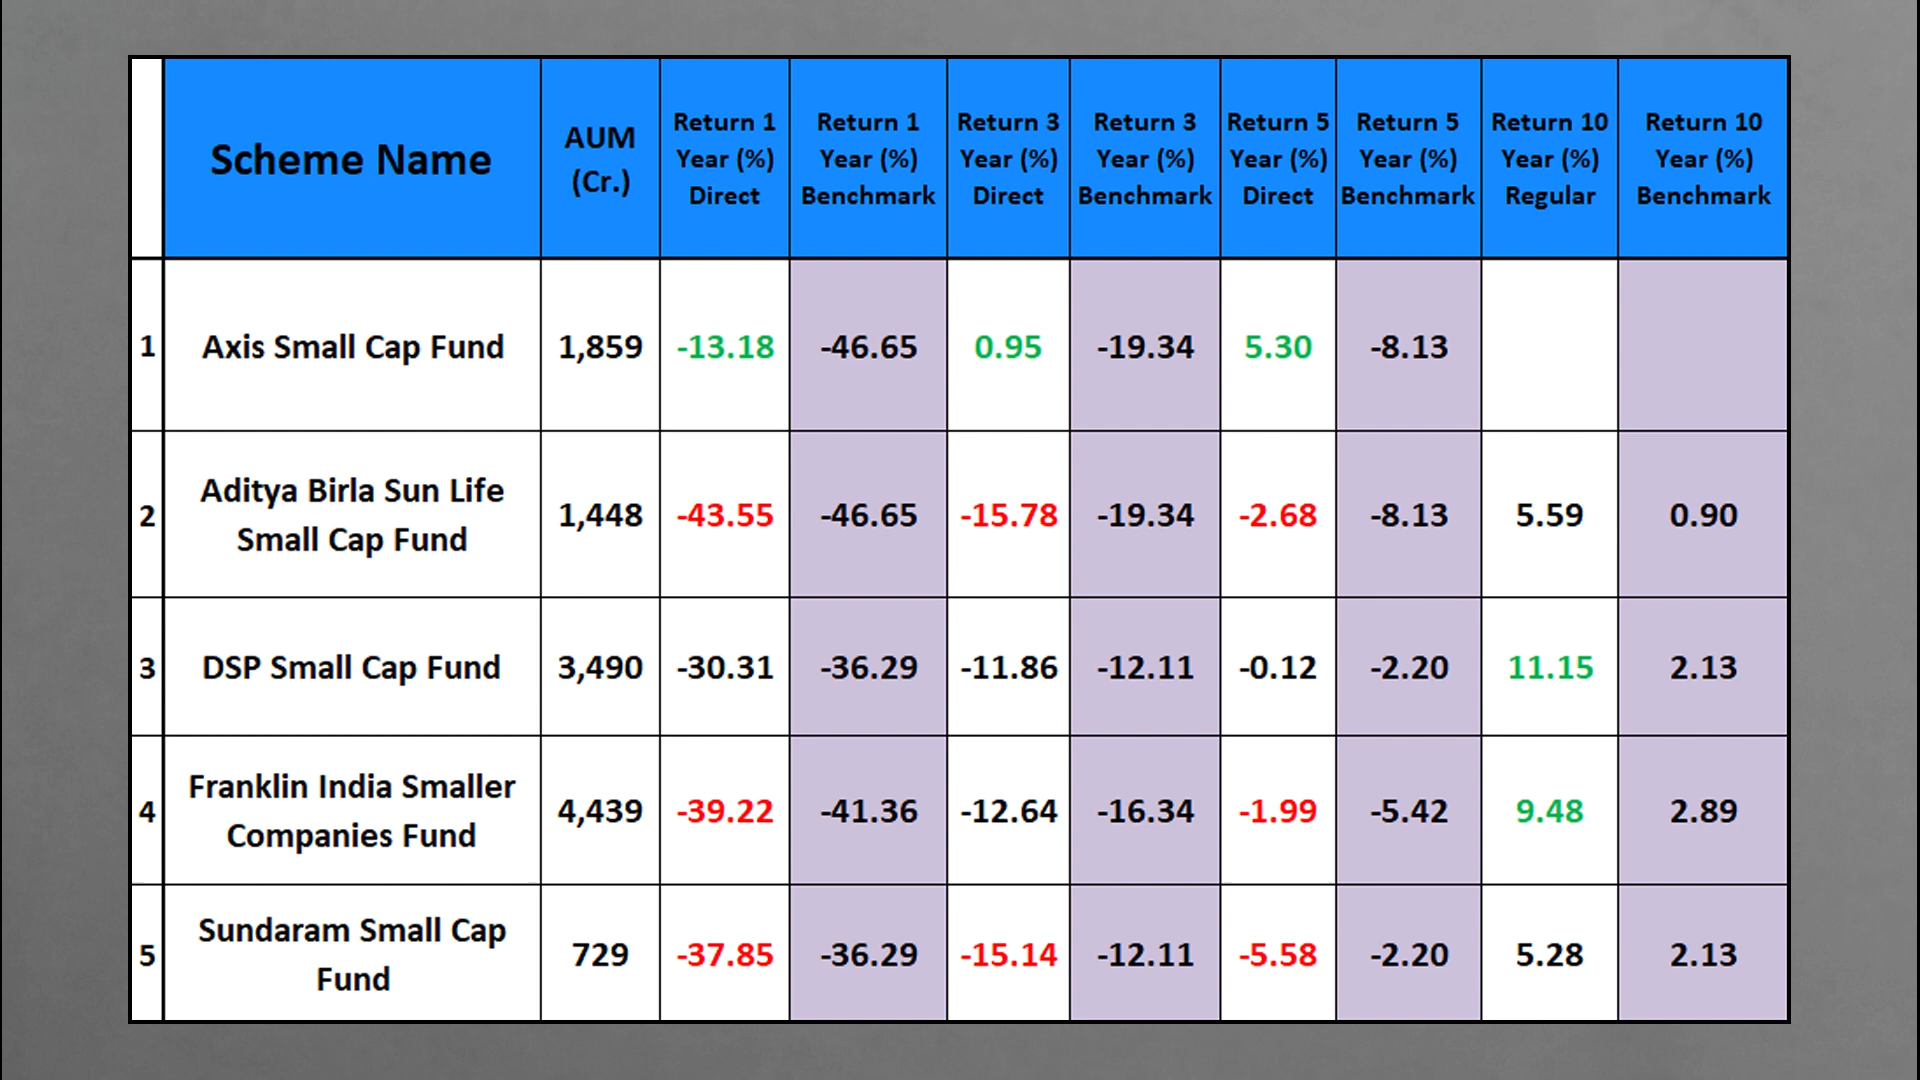 Scheme Name AUM (Cr.) Return 1 Year (%) Direct Return 1 Year (%) Benchmark Return 3 Year (%) Direct Return 3 Year (%) Benchmark Return 5 Year (%) Direct Return 5 Year (%) Benchmark Return 10 Year (%) Regular Return 10 Year (%) Benchmark
1 Axis Small Cap Fund 1,859 -13.18 -46.65 0.95 -19.34 5.30 -8.13
2 Aditya Birla Sun Life Small Cap Fund 1,448 -43.55 -46.65 -15.78 -19.34 -2.68 -8.13 5.59 0.90
3 DSP Small Cap Fund 3,490 -30.31 -36.29 -11.86 -12.11 -0.12 -2.20 11.15 2.13
4 Franklin India Smaller Companies Fund 4,439 -39.22 -41.36 -12.64 -16.34 -1.99 -5.42 9.48 2.89
5 Sundaram Small Cap Fund 729 -37.85 -36.29 -15.14 -12.11 -5.58 -2.20 5.28 2.13